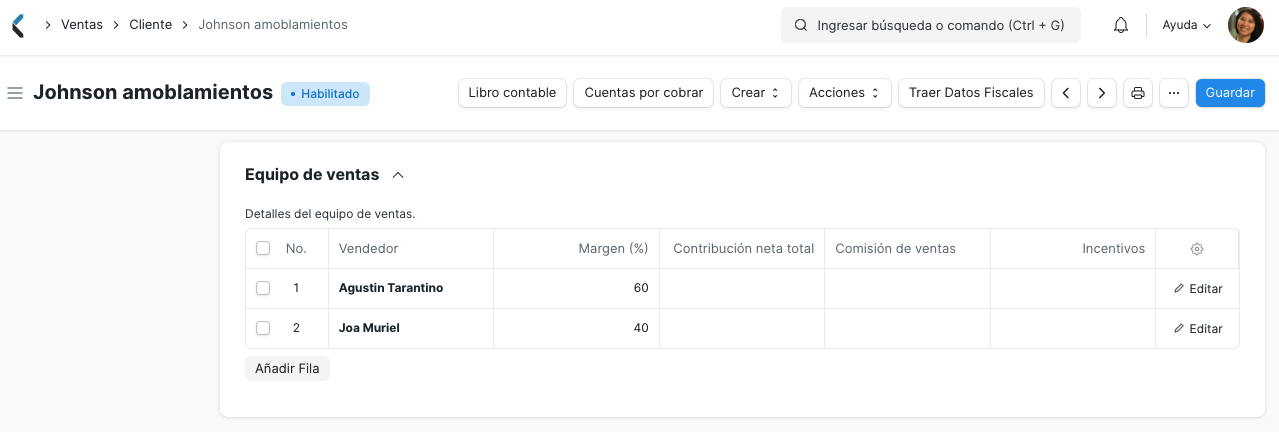 Ventas Cliente Johnson amoblamientos Ingresar búsqueda o comando (Ctrl + G) Ayuda
Johnson amoblamientos • Habilitado Libro contable Cuentas por cobrar Crear Acciones Traer Datos Fiscales ... Guardar
Equipo de ventas
Detalles del equipo de ventas.
No. Vendedor Margen (%) Contribución neta total Comisión de ventas Incentivos
1 Agustin Tarantino 60 Editar
2 Joa Muriel 40 Editar
Añadir Fila